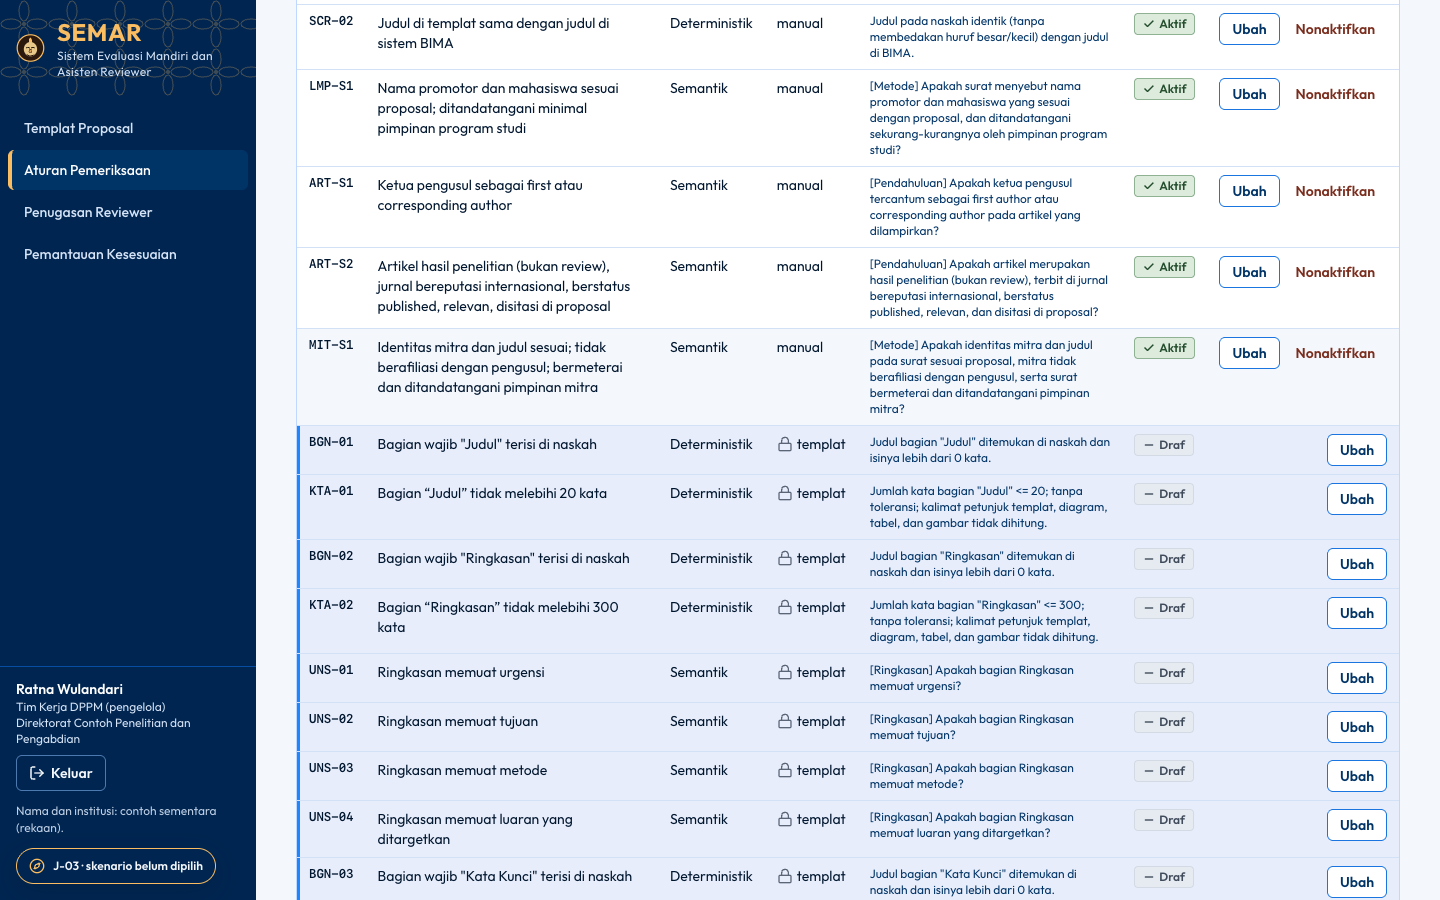 SEMAR
Sistem Evaluasi Mandiri dan
Asisten Reviewer
Templat Proposal
Aturan Pemeriksaan
Penugasan Reviewer
Pemantauan Kesesuaian
Ratna Wulandari
Tim Kerja DPPM (pengelola)
Direktorat Contoh Penelitian dan
Pengabdian
Keluar
Nama dan institusi: contoh sementara
(rekaan).
J-03 · skenario belum dipilih
SCR-02
Judul di templat sama dengan judul di
sistem BIMA
Deterministik
manual
Judul pada naskah identik (tanpa
membedakan huruf besar/kecil) dengan judul
di BIMA.
Aktif
Ubah
Nonaktifkan
LMP-S1
Nama promotor dan mahasiswa sesuai
proposal; ditandatangani minimal
pimpinan program studi
Semantik
manual
[Metode] Apakah surat menyebut nama
promotor dan mahasiswa yang sesuai
dengan proposal, dan ditandatangani
sekurang-kurangnya oleh pimpinan program
studi?
Aktif
Ubah
Nonaktifkan
ART-S1
Ketua pengusul sebagai first atau
corresponding author
Semantik
manual
[Pendahuluan] Apakah ketua pengusul
tercantum sebagai first author atau
corresponding author pada artikel yang
dilampirkan?
Aktif
Ubah
Nonaktifkan
ART-S2
Artikel hasil penelitian (bukan review),
jurnal bereputasi internasional, berstatus
published, relevan, disitasi di proposal
Semantik
manual
[Pendahuluan] Apakah artikel merupakan
hasil penelitian (bukan review), terbit di jurnal
bereputasi internasional, berstatus
published, relevan, dan disitasi di proposal?
Aktif
Ubah
Nonaktifkan
MIT-S1
Identitas mitra dan judul sesuai; tidak
berafiliasi dengan pengusul; bermeterai
dan ditandatangani pimpinan mitra
Semantik
manual
[Metode] Apakah identitas mitra dan judul
pada surat sesuai proposal, mitra tidak
berafiliasi dengan pengusul, serta surat
bermeterai dan ditandatangani pimpinan
mitra?
Aktif
Ubah
Nonaktifkan
BGN-01
Bagian wajib "Judul" terisi di naskah
Deterministik
templat
Judul bagian "Judul" ditemukan di naskah dan
isinya lebih dari 0 kata.
Draf
Ubah
KTA-01
Bagian “Judul” tidak melebihi 20 kata
Deterministik
templat
Jumlah kata bagian "Judul" <= 20; tanpa
toleransi; kalimat petunjuk templat, diagram,
tabel, dan gambar tidak dihitung.
Draf
Ubah
BGN-02
Bagian wajib "Ringkasan" terisi di naskah
Deterministik
templat
Judul bagian "Ringkasan" ditemukan di
naskah dan isinya lebih dari 0 kata.
Draf
Ubah
KTA-02
Bagian “Ringkasan” tidak melebihi 300
kata
Deterministik
templat
Jumlah kata bagian "Ringkasan" <= 300;
tanpa toleransi; kalimat petunjuk templat,
diagram, tabel, dan gambar tidak dihitung.
Draf
Ubah
UNS-01
Ringkasan memuat urgensi
Semantik
templat
[Ringkasan] Apakah bagian Ringkasan
memuat urgensi?
Draf
Ubah
UNS-02
Ringkasan memuat tujuan
Semantik
templat
[Ringkasan] Apakah bagian Ringkasan
memuat tujuan?
Draf
Ubah
UNS-03
Ringkasan memuat metode
Semantik
templat
[Ringkasan] Apakah bagian Ringkasan
memuat metode?
Draf
Ubah
UNS-04
Ringkasan memuat luaran yang
ditargetkan
Semantik
templat
[Ringkasan] Apakah bagian Ringkasan
memuat luaran yang ditargetkan?
Draf
Ubah
BGN-03
Bagian wajib "Kata Kunci" terisi di naskah
Deterministik
templat
Judul bagian "Kata Kunci" ditemukan di
naskah dan isinya lebih dari 0 kata.
Draf
Ubah